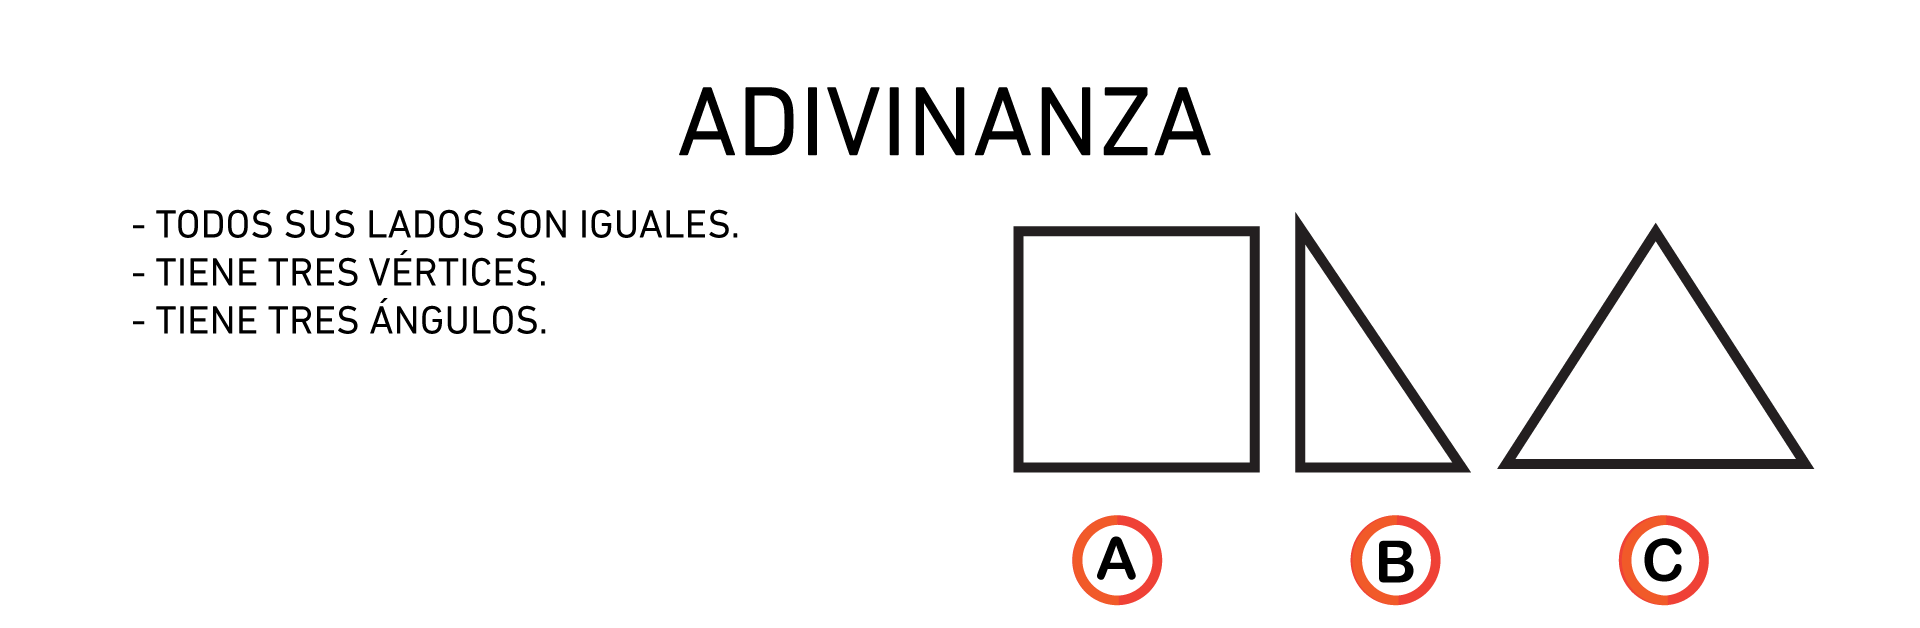 ADIVINANZA
- TODOS SUS LADOS SON IGUALES.
- TIENE TRES VÉRTICES.
- TIENE TRES ÁNGULOS.
A B C